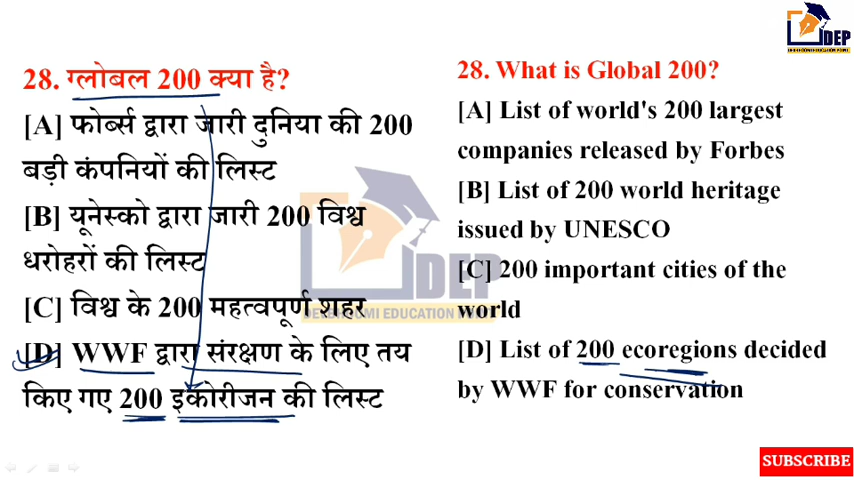 DEP
28. ग्लोबल 200 क्या है?
[A] फोर्ब्स द्वारा जारी दुनिया की 200
बड़ी कंपनियों की लिस्ट
[B] यूनेस्को द्वारा जारी 200 विश्व
धरोहरों की लिस्ट
[C] विश्व के 200 महत्वपूर्ण शहर
[D] WWF द्वारा संरक्षण के लिए तय
किए गए 200 इकोरीजन की लिस्ट
28. What is Global 200?
[A] List of world's 200 largest
companies released by Forbes
[B] List of 200 world heritage
issued by UNESCO
[C] 200 important cities of the
world
[D] List of 200 ecoregions decided
by WWF for conservation
DEP
EDUCATION
SUBSCRIBE